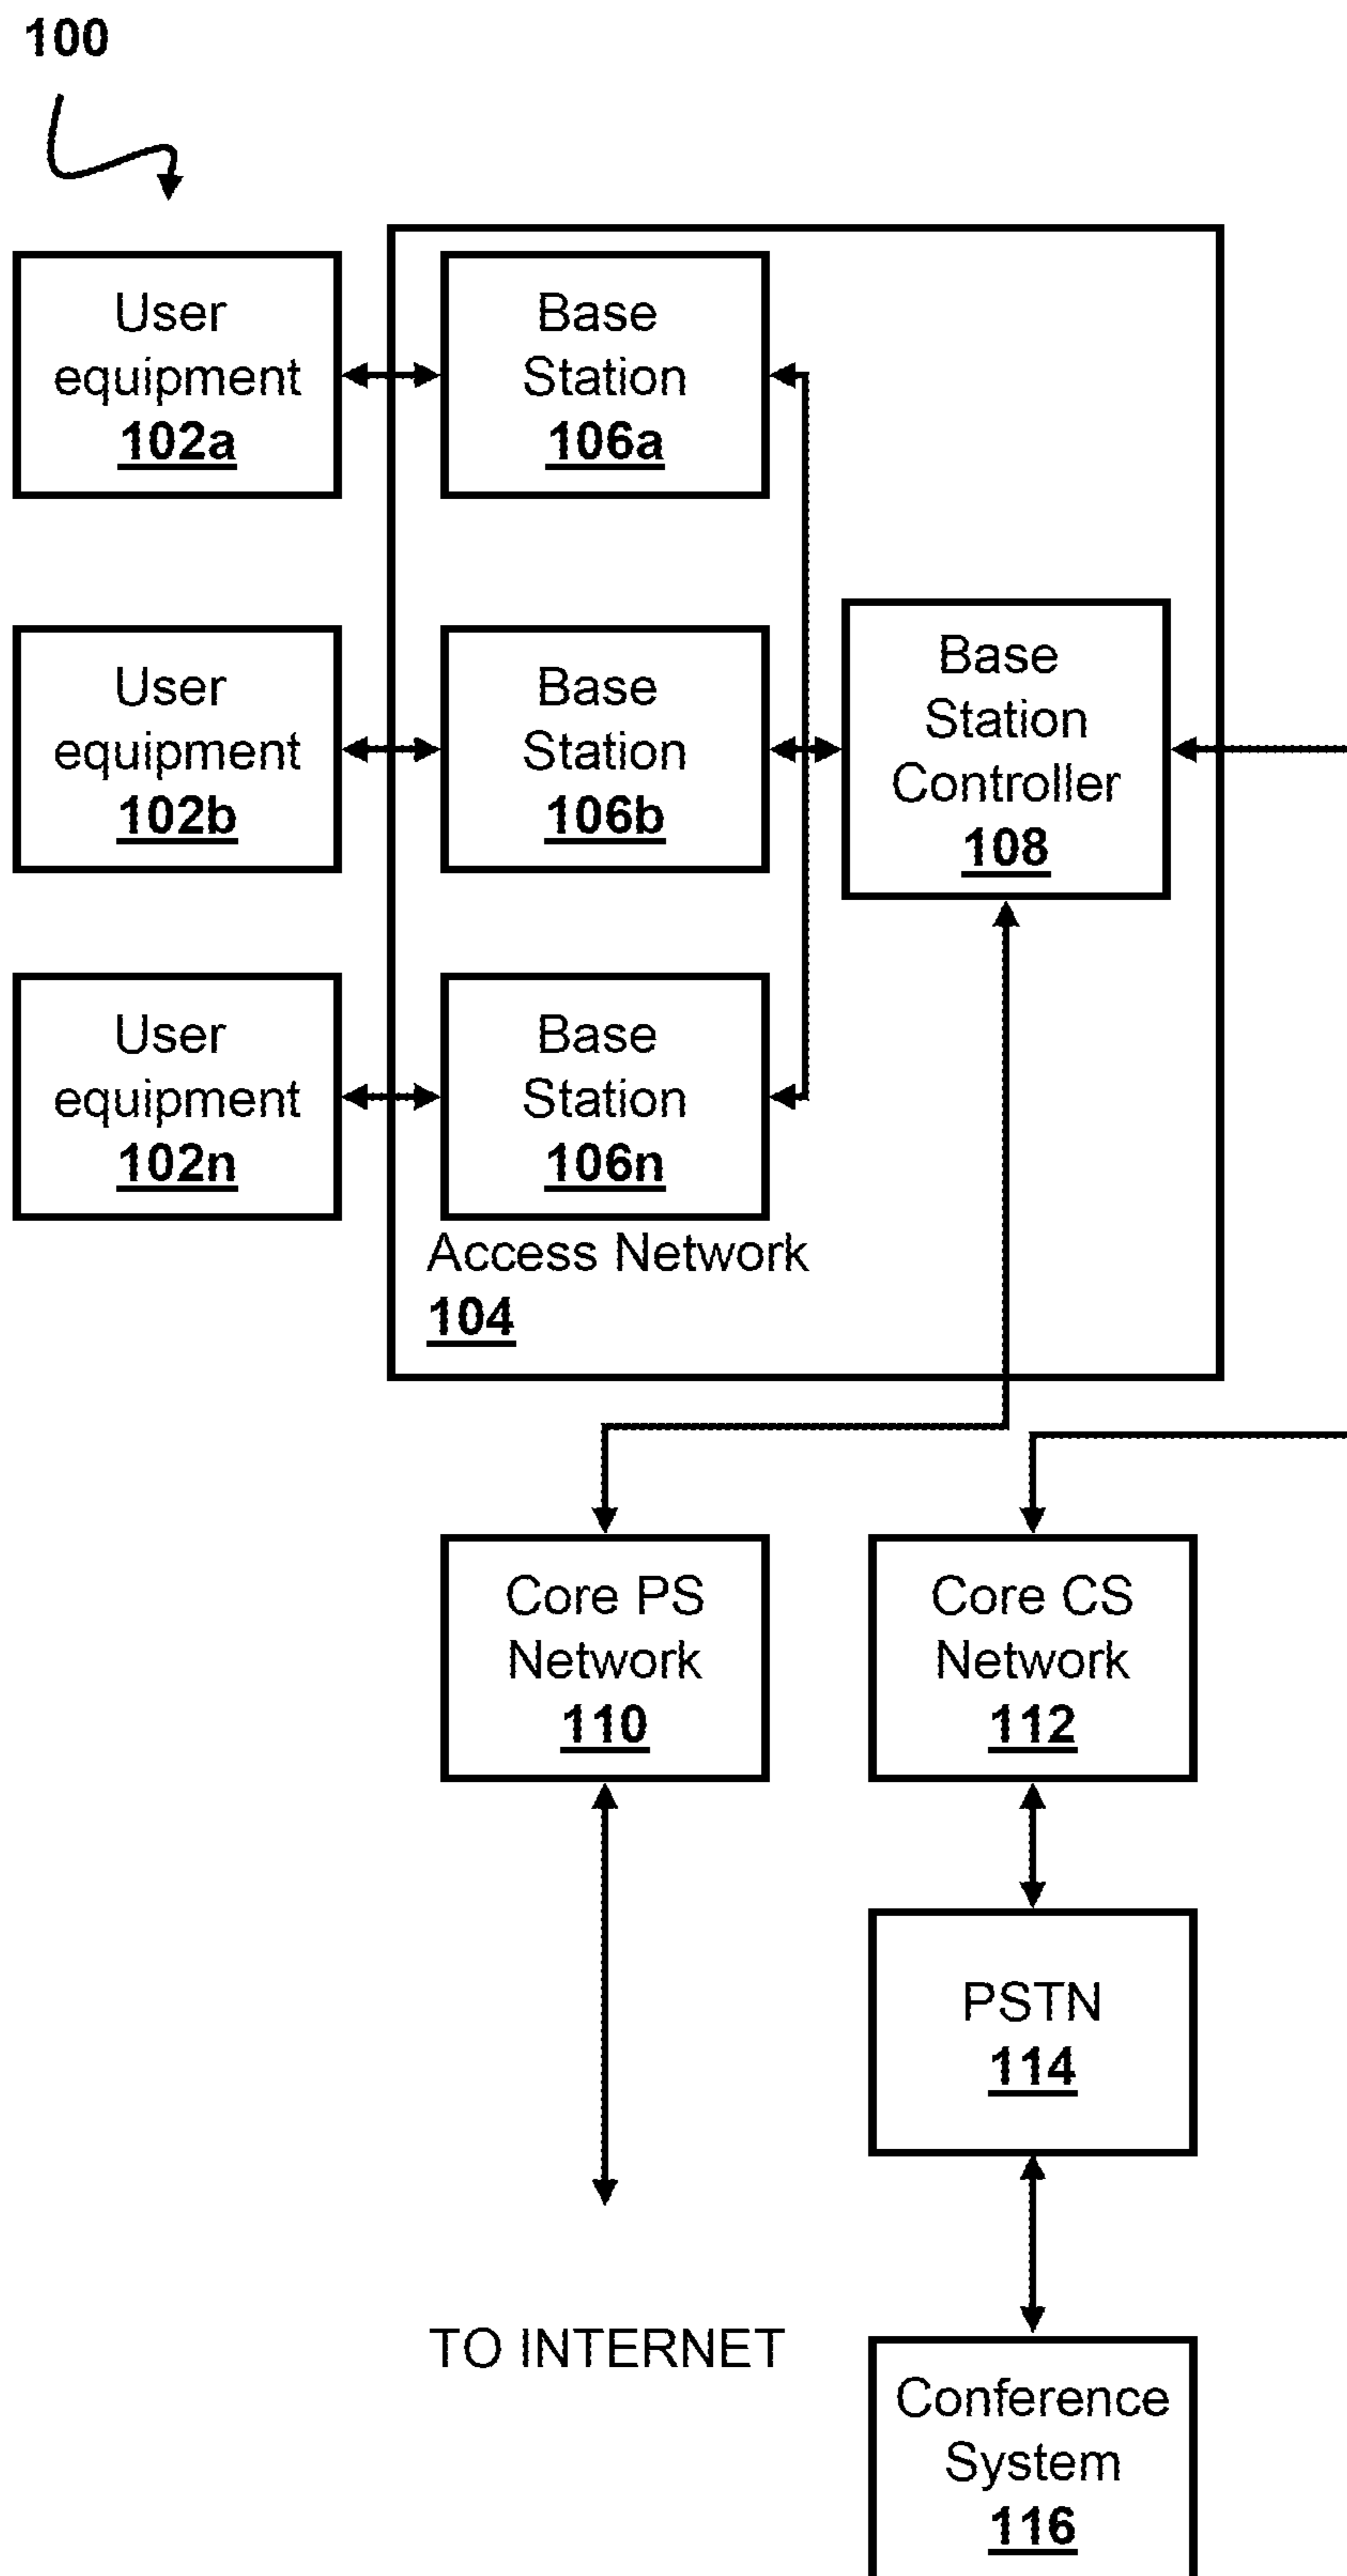 100
User
equipment
102a
Base
Station
106a
User
equipment
102b
Base
Station
106b
Base
Station
Controller
108
User
equipment
102n
Base
Station
106n
Access Network
104
Core PS
Network
110
Core CS
Network
112
PSTN
114
TO INTERNET
Conference
System
116